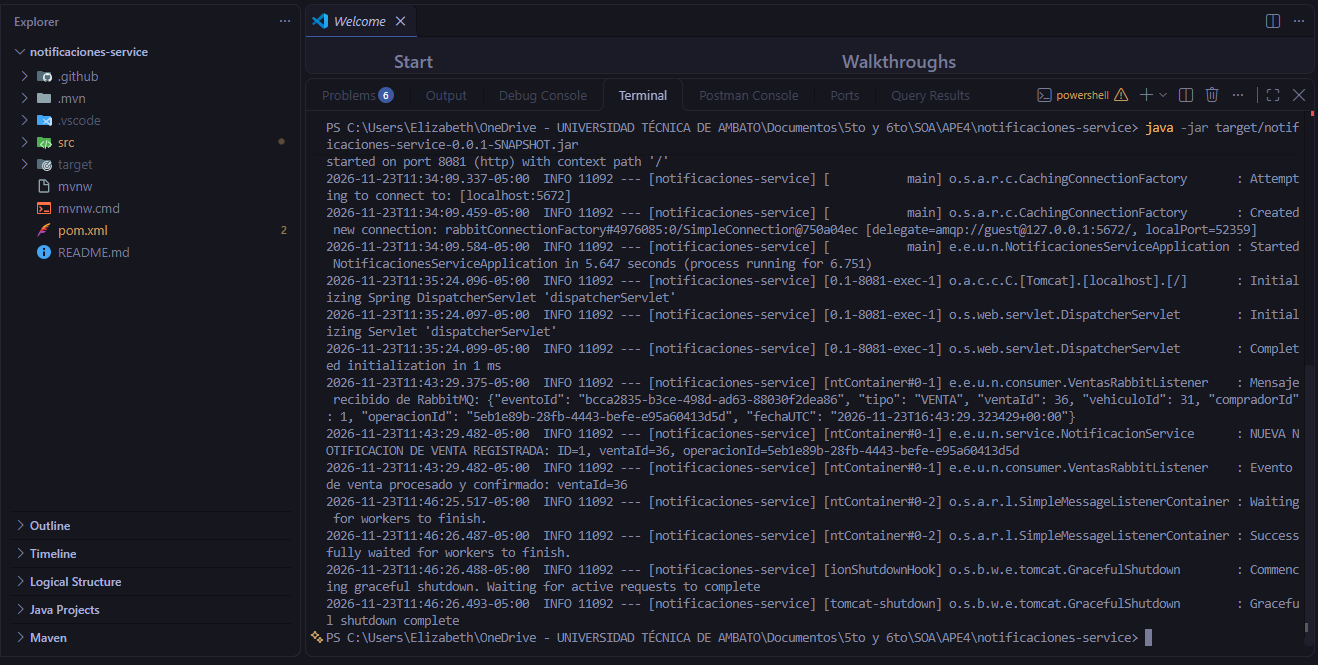 Explorer
notificaciones-service
.github
.mvn
.vscode
src
target
mvnw
mvnw.cmd
pom.xml 2
README.md
Outline
Timeline
Logical Structure
Java Projects
Maven
Welcome
Start Walkthroughs
Problems 6 Output Debug Console Terminal Postman Console Ports Query Results powershell
PS C:\Users\Elizabeth\OneDrive - UNIVERSIDAD TÉCNICA DE AMBATO\Documentos\5to y 6to\SOA\APE4\notificaciones-service> java -jar target/notif
icaciones-service-0.0.1-SNAPSHOT.jar
started on port 8081 (http) with context path '/'
2026-11-23T11:34:09.337-05:00  INFO 11092 --- [notificaciones-service] [           main] o.s.a.r.c.CachingConnectionFactory       : Attempt
ing to connect to: [localhost:5672]
2026-11-23T11:34:09.459-05:00  INFO 11092 --- [notificaciones-service] [           main] o.s.a.r.c.CachingConnectionFactory       : Created
new connection: rabbitConnectionFactory#4976085:0/SimpleConnection@750a04ec [delegate=amqp://guest@127.0.0.1:5672/, localPort=52359]
2026-11-23T11:34:09.584-05:00  INFO 11092 --- [notificaciones-service] [           main] e.e.u.n.NotificacionesServiceApplication : Started
NotificacionesServiceApplication in 5.647 seconds (process running for 6.751)
2026-11-23T11:35:24.096-05:00  INFO 11092 --- [notificaciones-service] [0.1-8081-exec-1] o.a.c.c.C.[Tomcat].[localhost].[/]       : Initial
izing Spring DispatcherServlet 'dispatcherServlet'
2026-11-23T11:35:24.097-05:00  INFO 11092 --- [notificaciones-service] [0.1-8081-exec-1] o.s.web.servlet.DispatcherServlet        : Initial
izing Servlet 'dispatcherServlet'
2026-11-23T11:35:24.099-05:00  INFO 11092 --- [notificaciones-service] [0.1-8081-exec-1] o.s.web.servlet.DispatcherServlet        : Complet
ed initialization in 1 ms
2026-11-23T11:43:29.375-05:00  INFO 11092 --- [notificaciones-service] [ntContainer#0-1] e.e.u.n.consumer.VentasRabbitListener    : Mensaje
recibido de RabbitMQ: {"eventoId": "bcca2835-b3ce-498d-ad63-88030f2dea86", "tipo": "VENTA", "ventaId": 36, "vehiculoId": 31, "compradorId"
: 1, "operacionId": "5eb1e89b-28fb-4443-befe-e95a60413d5d", "fechaUTC": "2026-11-23T16:43:29.323429+00:00"}
2026-11-23T11:43:29.482-05:00  INFO 11092 --- [notificaciones-service] [ntContainer#0-1] e.e.u.n.service.NotificacionService      : NUEVA N
OTIFICACION DE VENTA REGISTRADA: ID=1, ventaId=36, operacionId=5eb1e89b-28fb-4443-befe-e95a60413d5d
2026-11-23T11:43:29.482-05:00  INFO 11092 --- [notificaciones-service] [ntContainer#0-1] e.e.u.n.consumer.VentasRabbitListener    : Evento
de venta procesado y confirmado: ventaId=36
2026-11-23T11:46:25.517-05:00  INFO 11092 --- [notificaciones-service] [ntContainer#0-2] o.s.a.r.l.SimpleMessageListenerContainer : Waiting
for workers to finish.
2026-11-23T11:46:26.487-05:00  INFO 11092 --- [notificaciones-service] [ntContainer#0-2] o.s.a.r.l.SimpleMessageListenerContainer : Success
fully waited for workers to finish.
2026-11-23T11:46:26.488-05:00  INFO 11092 --- [notificaciones-service] [ionShutdownHook] o.s.b.w.e.tomcat.GracefulShutdown        : Commenc
ing graceful shutdown. Waiting for active requests to complete
2026-11-23T11:46:26.493-05:00  INFO 11092 --- [notificaciones-service] [tomcat-shutdown] o.s.b.w.e.tomcat.GracefulShutdown        : Gracefu
l shutdown complete
PS C:\Users\Elizabeth\OneDrive - UNIVERSIDAD TÉCNICA DE AMBATO\Documentos\5to y 6to\SOA\APE4\notificaciones-service>